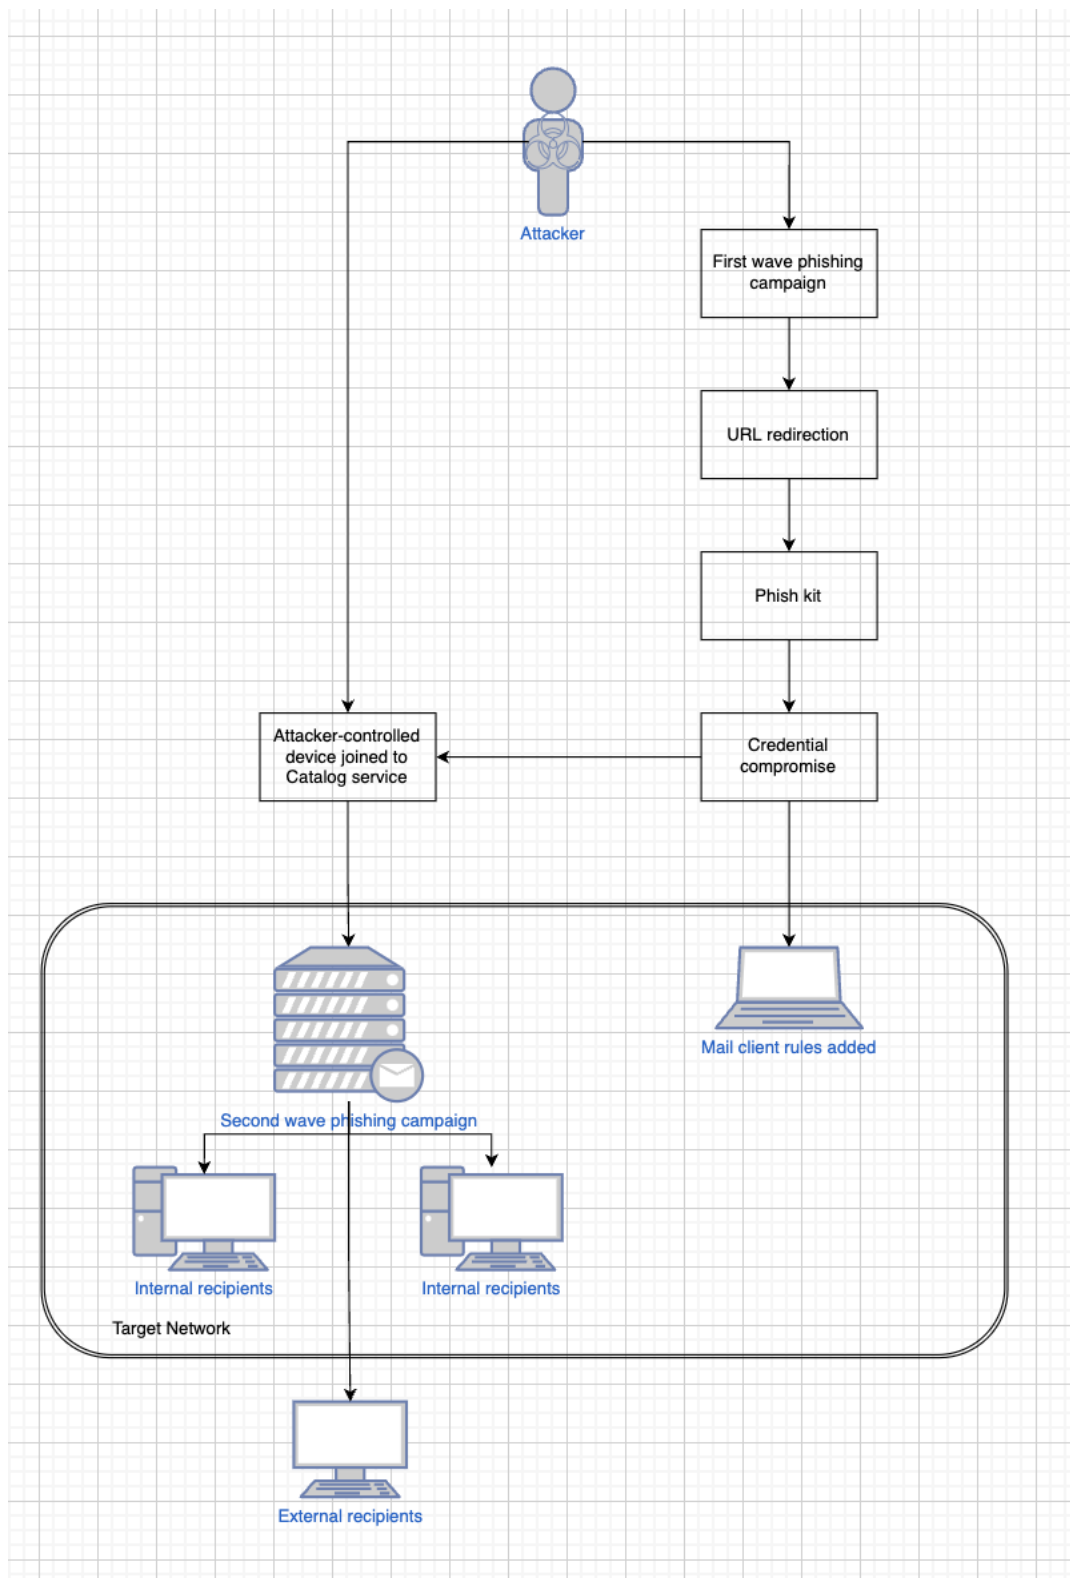 Attacker
First wave phishing
campaign
URL redirection
Phish kit
Attacker-controlled
device joined to
Catalog service
Credential
compromise
Mail client rules added
Second wave phishing campaign
Internal recipients
Internal recipients
Target Network
External recipients